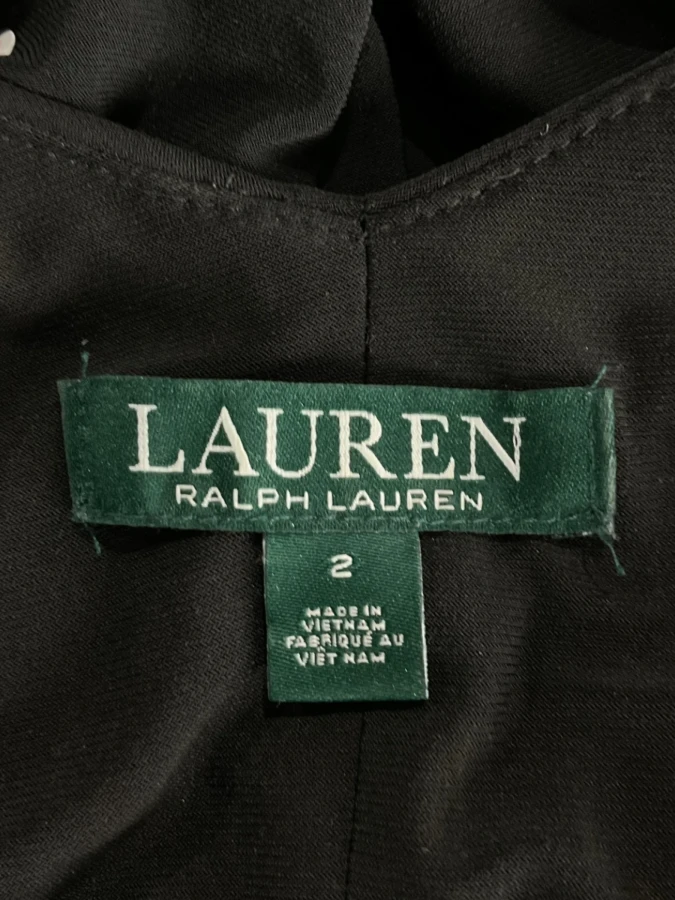 LAUREN
RALPH LAUREN
2
MADE IN
VIETNAM
FABRIQUÉ AU
VIÊT NAM